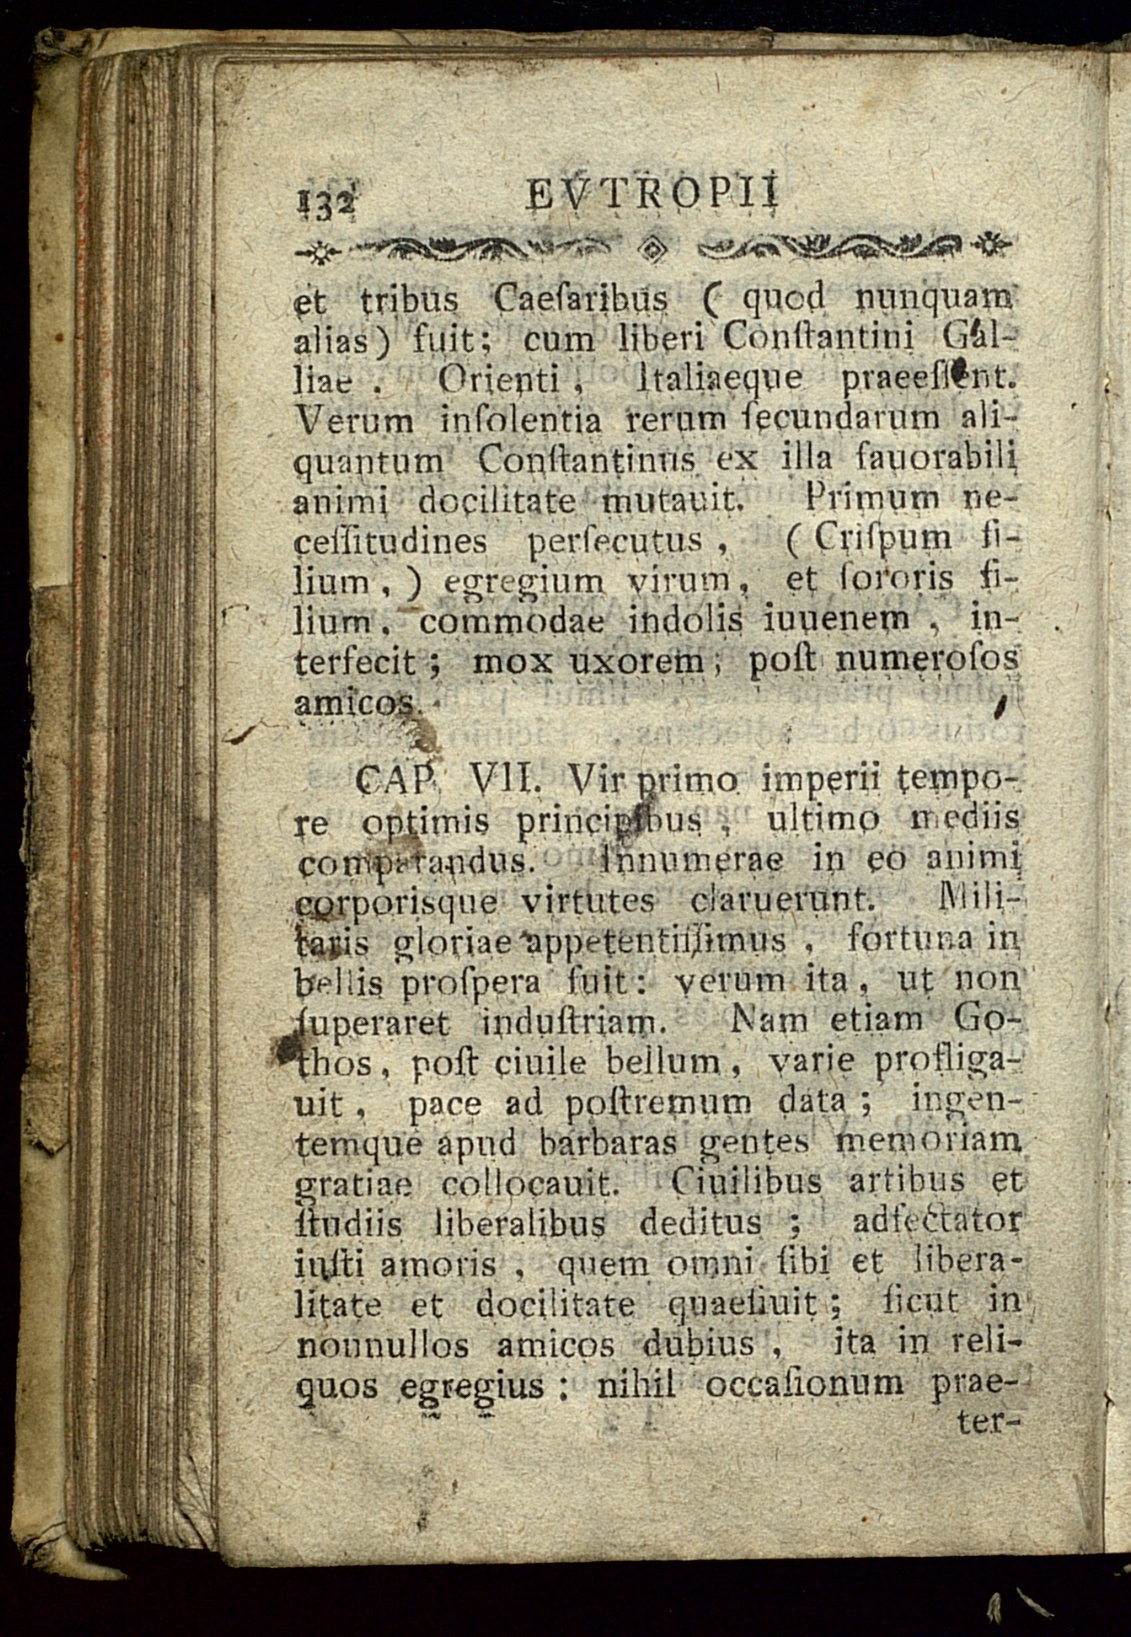 132 EVTROPII
et tribus Caeſaribus ( quod nunquam
alias) fuit; cum liberi Conſtantini Gal-
liae . Orienti, Italiaeque praeeſſent.
Verum inſolentia rerum ſecundarum ali-
quantum Conſtantinus ex illa fauorabili
animi docilitate mutauit. Primum ne-
ceſſitudines perſecutus, ( Criſpum fi-
lium, ) egregium virum, et ſororis fi-
lium, commodae indolis iuuenem, in-
terfecit; mox uxorem; poſt numeroſos
amicos.
CAP. VII. Vir primo imperii tempo-
re optimis principibus, ultimo mediis
comparandus. Innumerae in eo animi
corporisque virtutes claruerunt. Mili-
taris gloriae appetentiſſimus, fortuna in
bellis proſpera fuit: verum ita, ut non
ſuperaret induſtriam. Nam etiam Go-
thos, poſt ciuile bellum, varie profliga-
uit, pace ad poſtremum data; ingen-
temque apud barbaras gentes memoriam
gratiae collocauit. Ciuilibus artibus et
ſtudiis liberalibus deditus; adfectator
iuſti amoris, quem omni ſibi et libera-
litate et docilitate quaeſiuit; ſicut in
nonnullos amicos dubius, ita in reli-
quos egregius: nihil occaſionum prae-
ter-